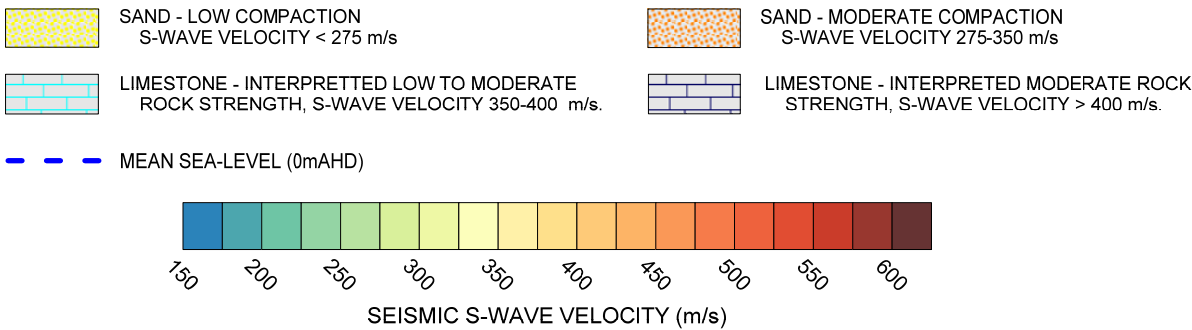 SAND - LOW COMPACTION
S-WAVE VELOCITY < 275 m/s
SAND - MODERATE COMPACTION
S-WAVE VELOCITY 275-350 m/s
LIMESTONE - INTERPRETTED LOW TO MODERATE
ROCK STRENGTH, S-WAVE VELOCITY 350-400 m/s.
LIMESTONE - INTERPRETED MODERATE ROCK
STRENGTH, S-WAVE VELOCITY > 400 m/s.
MEAN SEA-LEVEL (0mAHD)
150 200 250 300 350 400 450 500 550 600
SEISMIC S-WAVE VELOCITY (m/s)